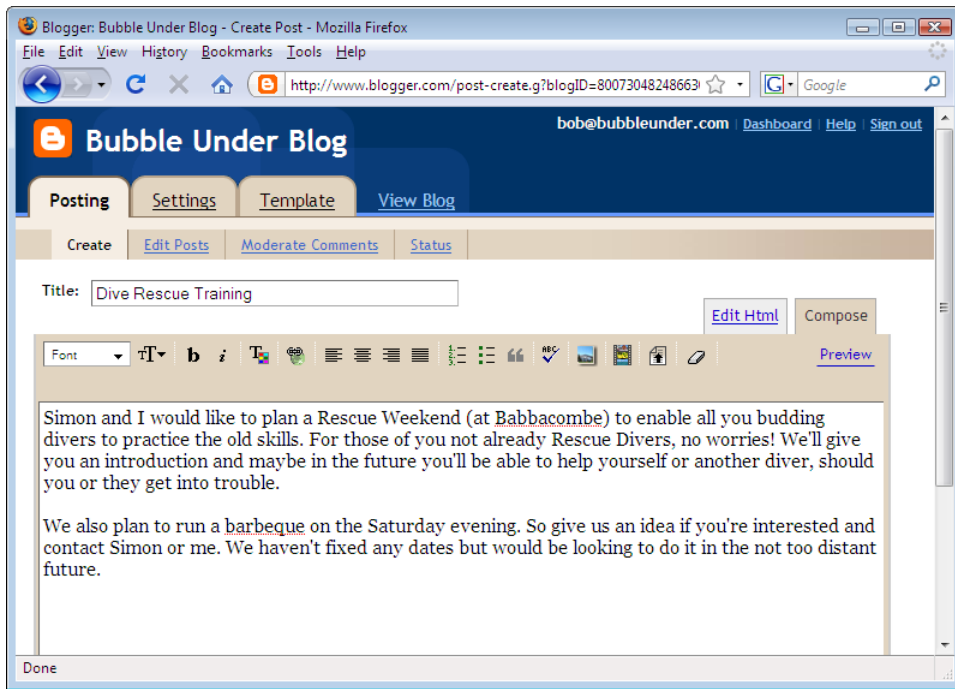 Blogger: Bubble Under Blog - Create Post - Mozilla Firefox
File Edit View History Bookmarks Tools Help
http://www.blogger.com/post-create.g?blogID=80073048248663
Google
Bubble Under Blog
bob@bubbleunder.com | Dashboard | Help | Sign out
Posting Settings Template View Blog
Create Edit Posts Moderate Comments Status
Title: Dive Rescue Training
Edit Html Compose
Font Preview
Simon and I would like to plan a Rescue Weekend (at Babbacombe) to enable all you budding
divers to practice the old skills. For those of you not already Rescue Divers, no worries! We'll give
you an introduction and maybe in the future you'll be able to help yourself or another diver, should
you or they get into trouble.
We also plan to run a barbeque on the Saturday evening. So give us an idea if you're interested and
contact Simon or me. We haven't fixed any dates but would be looking to do it in the not too distant
future.
Done